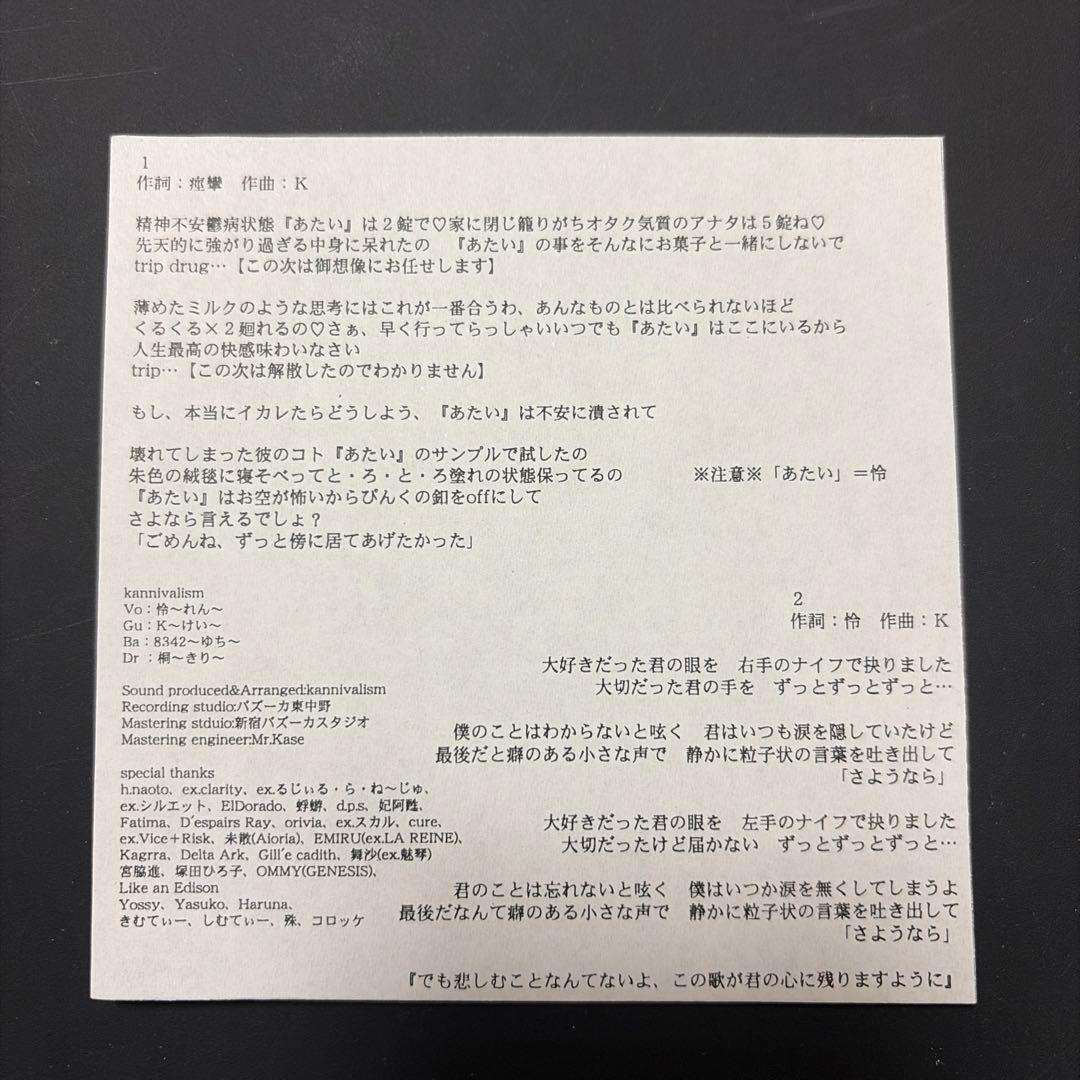 1
作詞：痙攣　作曲：K
精神不安鬱病状態『あたい』は２錠で♡家に閉じ籠りがちオタク気質のアナタは５錠ね♡
先天的に強がり過ぎる中身に呆れたの　『あたい』の事をそんなにお菓子と一緒にしないで
trip drug…【この次は御想像にお任せします】
薄めたミルクのような思考にはこれが一番合うわ、あんなものとは比べられないほど
くるくる×２廻れるの♡さぁ、早く行ってらっしゃいいつでも『あたい』はここにいるから
人生最高の快感味わいなさい
trip…【この次は解散したのでわかりません】
もし、本当にイカレたらどうしよう、『あたい』は不安に潰されて
壊れてしまった彼のコト『あたい』のサンプルで試したの
朱色の絨毯に寝そべってと・ろ・と・ろ塗れの状態保ってるの　　　※注意※「あたい」＝怜
『あたい』はお空が怖いからぴんくの釦をoffにして
さよなら言えるでしょ？
「ごめんね、ずっと傍に居てあげたかった」
kannivalism
Vo：怜～れん～
Gu：K～けい～
Ba：8342～ゆち～
Dr：桐～きり～
Sound produced&Arranged:kannivalism
Recording studio:バズーカ東中野
Mastering stduio:新宿バズーカスタジオ
Mastering engineer:Mr.Kase
special thanks
h.naoto、ex.clarity、ex.るじぃる・ら・ね～じゅ、
ex.シルエット、ElDorado、蜉蝣、d.p.s、妃阿甦、
Fatima、D´espairs Ray、orivia、ex.スカル、cure、
ex.Vice＋Risk、未散(Aioria)、EMIRU(ex.LA REINE)、
Kagrra、Delta Ark、Gill´e cadith、舞沙(ex.魅琴)
宮脇進、塚田ひろ子、OMMY(GENESIS)、
Like an Edison
Yossy、Yasuko、Haruna、
きむてぃー、しむてぃー、殊、コロッケ
2
作詞：怜　作曲：K
大好きだった君の眼を　右手のナイフで抉りました
大切だった君の手を　ずっとずっとずっと…
僕のことはわからないと呟く　君はいつも涙を隠していたけど
最後だと癖のある小さな声で　静かに粒子状の言葉を吐き出して
「さようなら」
大好きだった君の眼を　左手のナイフで抉りました
大切だったけど届かない　ずっとずっとずっと…
君のことは忘れないと呟く　僕はいつか涙を無くしてしまうよ
最後だなんて癖のある小さな声で　静かに粒子状の言葉を吐き出して
「さようなら」
『でも悲しむことなんてないよ、この歌が君の心に残りますように』